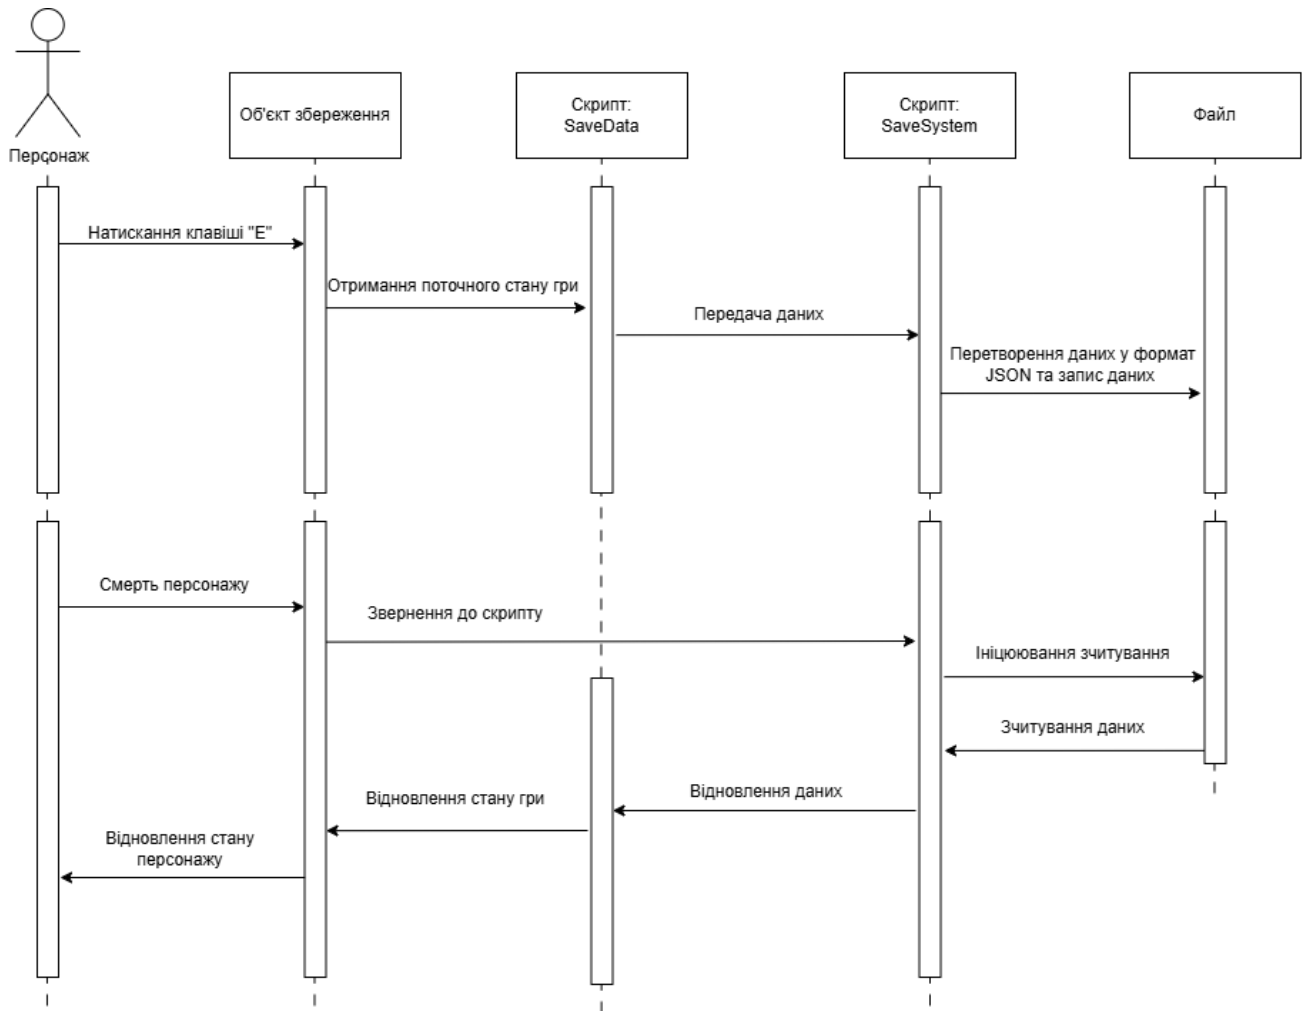 Персонаж
Об'єкт збереження
Скрипт:
SaveData
Скрипт:
SaveSystem
Файл
Натискання клавіші "E"
Отримання поточного стану гри
Передача даних
Перетворення даних у формат
JSON та запис даних
Смерть персонажу
Звернення до скрипту
Ініцюювання зчитування
Зчитування даних
Відновлення даних
Відновлення стану гри
Відновлення стану
персонажу